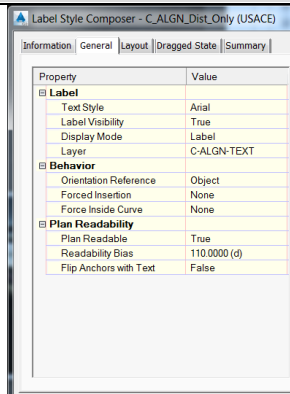 Label Style Composer - C_ALGN_Dist_Only (USACE)
Information General Layout Dragged State Summary
Property Value
Label
Text Style Arial
Label Visibility True
Display Mode Label
Layer C-ALGN-TEXT
Behavior
Orientation Reference Object
Forced Insertion None
Force Inside Curve None
Plan Readability
Plan Readable True
Readability Bias 110.0000 (d)
Flip Anchors with Text False